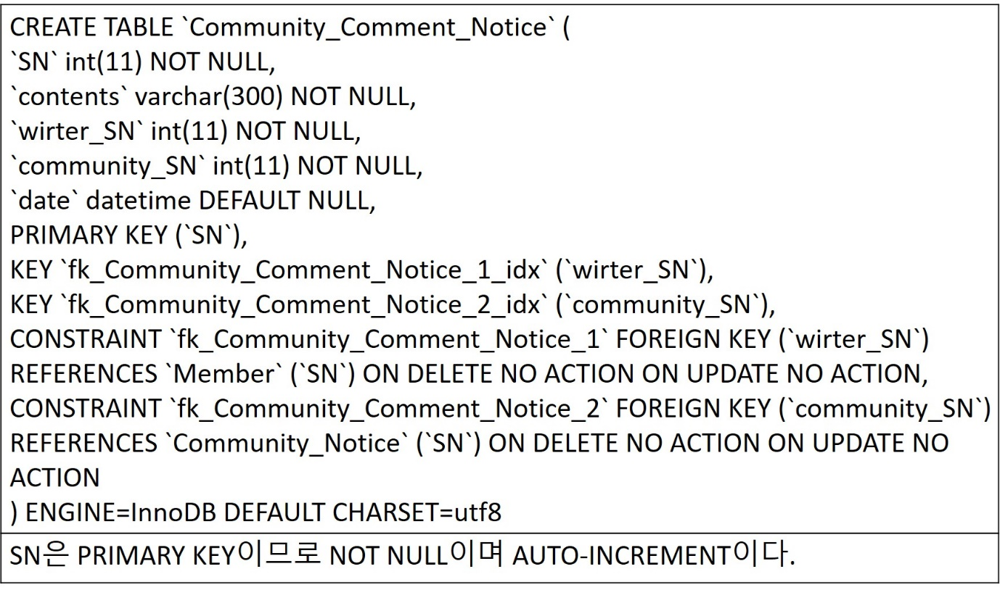 CREATE TABLE `Community_Comment_Notice` (
`SN` int(11) NOT NULL,
`contents` varchar(300) NOT NULL,
`wirter_SN` int(11) NOT NULL,
`community_SN` int(11) NOT NULL,
`date` datetime DEFAULT NULL,
PRIMARY KEY (`SN`),
KEY `fk_Community_Comment_Notice_1_idx` (`wirter_SN`),
KEY `fk_Community_Comment_Notice_2_idx` (`community_SN`),
CONSTRAINT `fk_Community_Comment_Notice_1` FOREIGN KEY (`wirter_SN`)
REFERENCES `Member` (`SN`) ON DELETE NO ACTION ON UPDATE NO ACTION,
CONSTRAINT `fk_Community_Comment_Notice_2` FOREIGN KEY (`community_SN`)
REFERENCES `Community_Notice` (`SN`) ON DELETE NO ACTION ON UPDATE NO
ACTION
) ENGINE=InnoDB DEFAULT CHARSET=utf8
SN은 PRIMARY KEY이므로 NOT NULL이며 AUTO-INCREMENT이다.